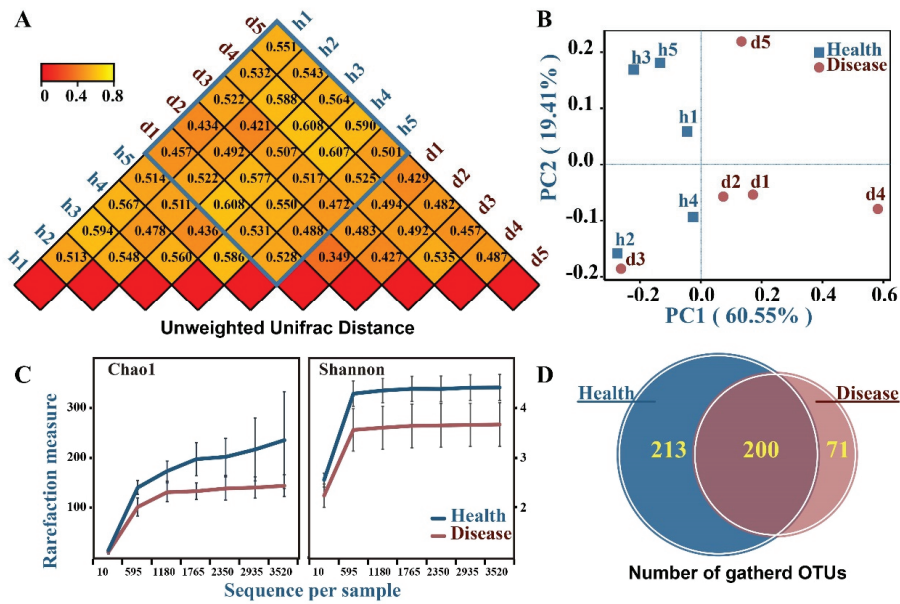 A
0 0.4 0.8
d5 h1
d4 h2
d3 h3
d2 h4
d1 h5
h5 d1
h4 d2
h3 d3
h2 d4
h1 d5
0.551
0.532 0.543
0.522 0.588 0.564
0.434 0.421 0.608 0.590
0.457 0.492 0.507 0.607 0.501
0.514 0.522 0.577 0.517 0.525 0.429
0.567 0.511 0.608 0.550 0.472 0.494 0.482
0.594 0.478 0.436 0.531 0.488 0.483 0.492 0.457
0.513 0.548 0.560 0.586 0.528 0.349 0.427 0.535 0.487
Unweighted Unifrac Distance
B
PC2 ( 19.41% )
0.2
0.1
0.0
-0.1
-0.2
Health
Disease
h3
h5
d5
h1
d2
d1
d4
h4
h2
d3
-0.2 0.0 0.2 0.4 0.6
PC1 ( 60.55% )
C
Rarefaction measure
Chao1
300
200
100
10 595 1180 1765 2350 2935 3520
Shannon
4
3
2
Health
Disease
10 595 1180 1765 2350 2935 3520
Sequence per sample
D
Health
Disease
213 200 71
Number of gatherd OTUs